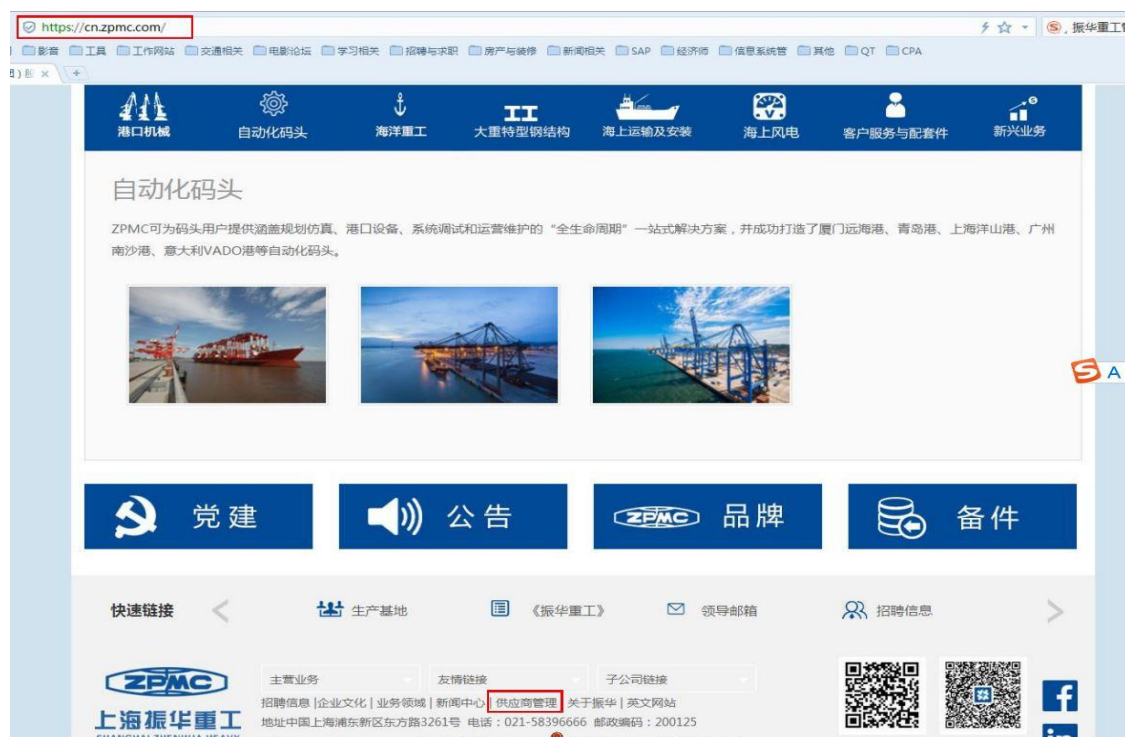 https://cn.zpmc.com/
振华重工
影音 工具 工作网站 交通相关 电影论坛 学习相关 招聘与求职 房产与装修 新闻相关 SAP 经济师 信息系统管 其他 QT CPA
港口机械 自动化码头 海洋重工 大重特型钢结构 海上运输及安装 海上风电 客户服务与配套件 新兴业务
自动化码头
ZPMC可为码头用户提供涵盖规划仿真、港口设备、系统调试和运营维护的“全生命周期”一站式解决方案，并成功打造了厦门远海港、青岛港、上海洋山港、广州
南沙港、意大利VADO港等自动化码头。
S A
党建 公告 ZPMC 品牌 备件
快速链接 生产基地 《振华重工》 领导邮箱 招聘信息
ZPMC 主营业务 友情链接 子公司链接
招聘信息|企业文化|业务领域|新闻中心|供应商管理|关于振华|英文网站
上海振华重工 地址中国上海浦东新区东方路3261号 电话：021-58396666 邮政编码：200125
f
in